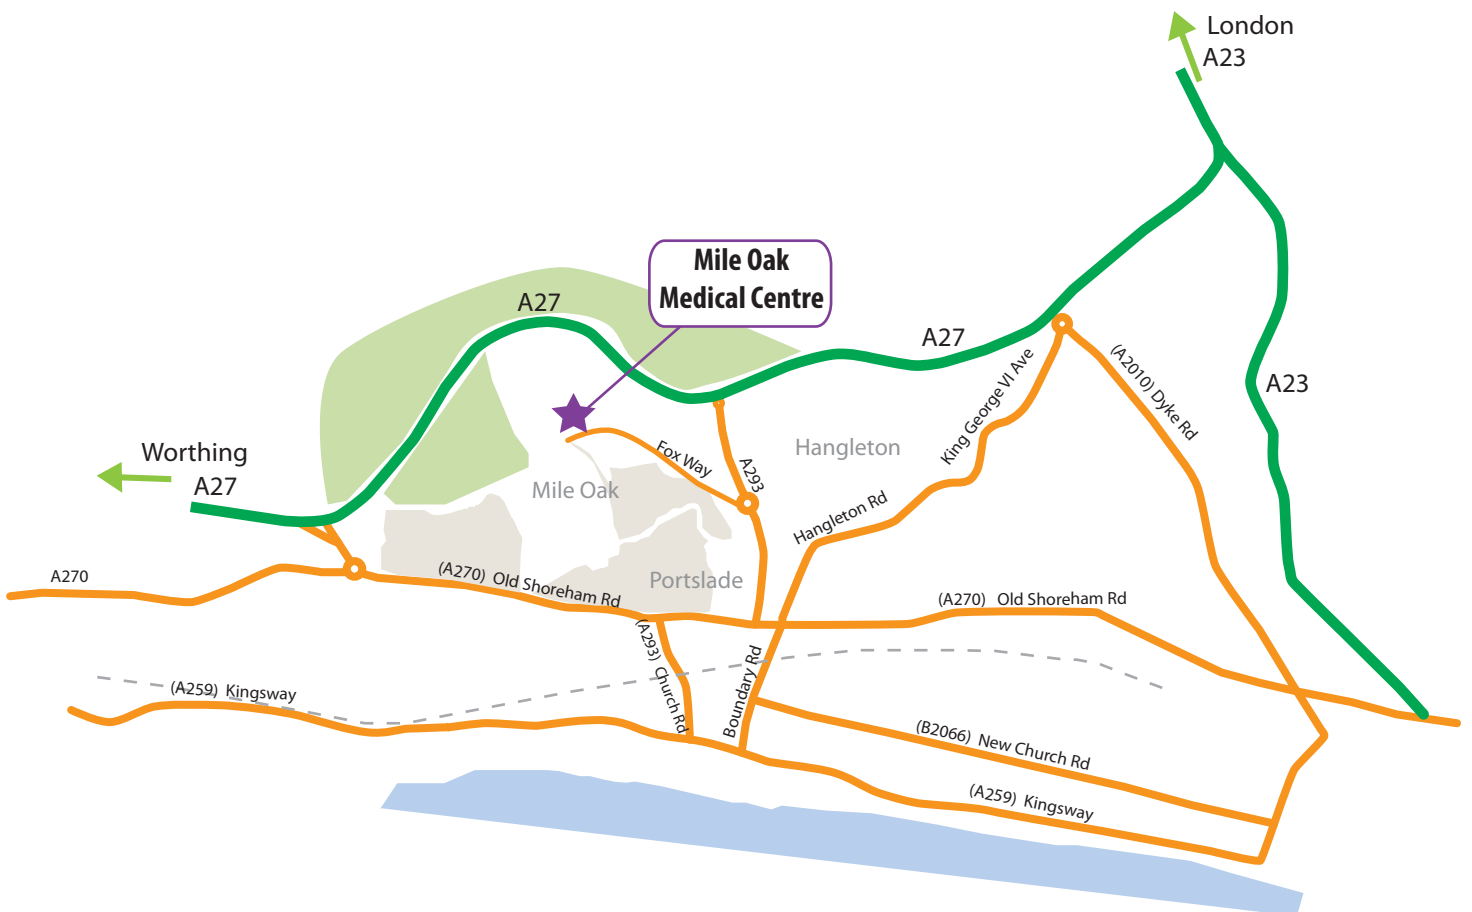 London
A23
Mile Oak
Medical Centre
A27
A27
(A2010) Dyke Rd
King George VI Ave
A23
Hangleton
Worthing
A27
Fox Way
A293
Mile Oak
Hangleton Rd
A270
(A270) Old Shoreham Rd
Portslade
(A270) Old Shoreham Rd
(A293) Church Rd
Boundary Rd
(A259) Kingsway
(B2066) New Church Rd
(A259) Kingsway